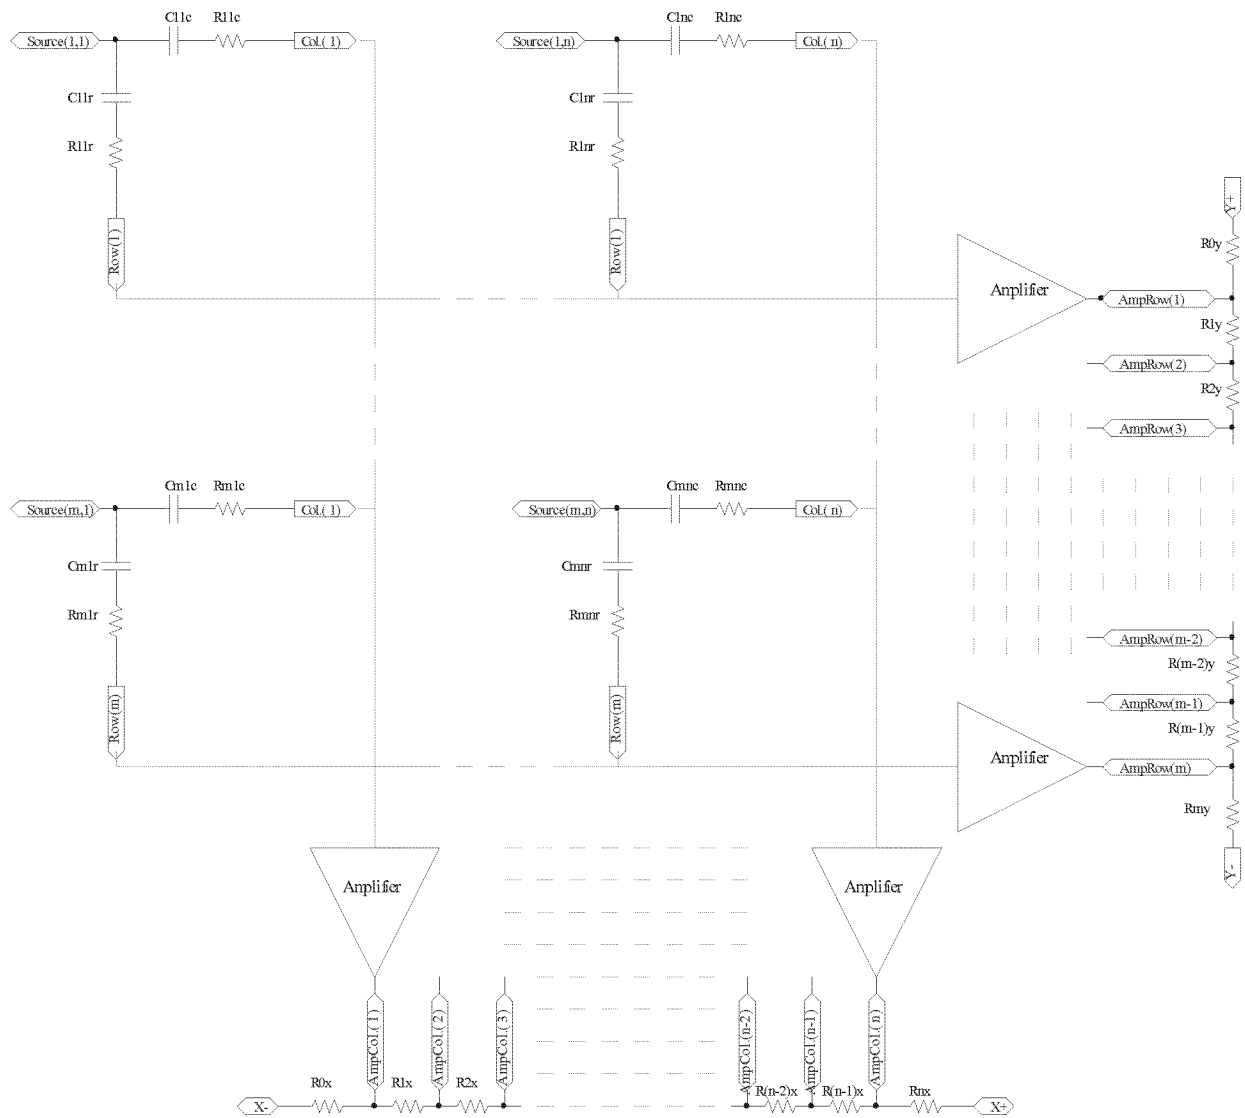 C11c R11c C1nc R1nc
Source(1,1) Col.( 1) Source(1,n) Col.( n)
C11r C1nr
R11r R1nr
Row(1) Row(1) Y+
R0y
Amplifier AmpRow(1)
R1y
AmpRow(2)
R2y
AmpRow(3)
Cm1c Rm1c Cmnc Rmnc
Source(m,1) Col.( 1) Source(m,n) Col.( n)
Cm1r Cmnr
Rm1r Rmnr
AmpRow(m-2)
R(m-2)y
Row(m) Row(m) AmpRow(m-1)
R(m-1)y
Amplifier AmpRow(m)
Rmy
Y-
Amplifier Amplifier
AmpCol.( 1) AmpCol.( 2) AmpCol.( 3) AmpCol.(n-2) AmpCol.(n-1) AmpCol.( n)
R0x R1x R2x R(n-2)x R(n-1)x Rnx
X- X+